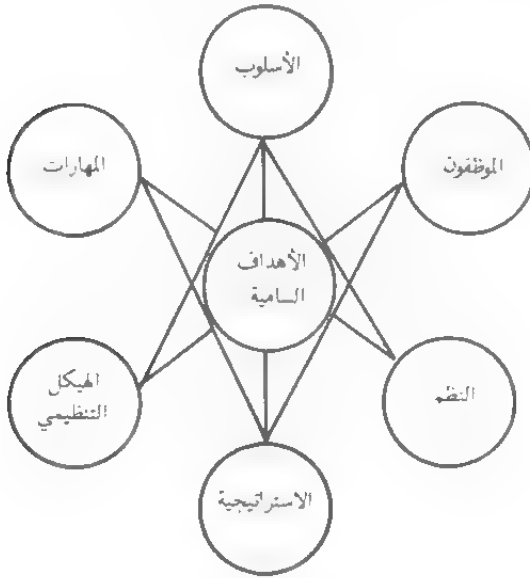 الأسلوب
الموظفون
المهارات
الأهداف
السامية
النظم
الهيكل
التنظيمي
الاستراتيجية